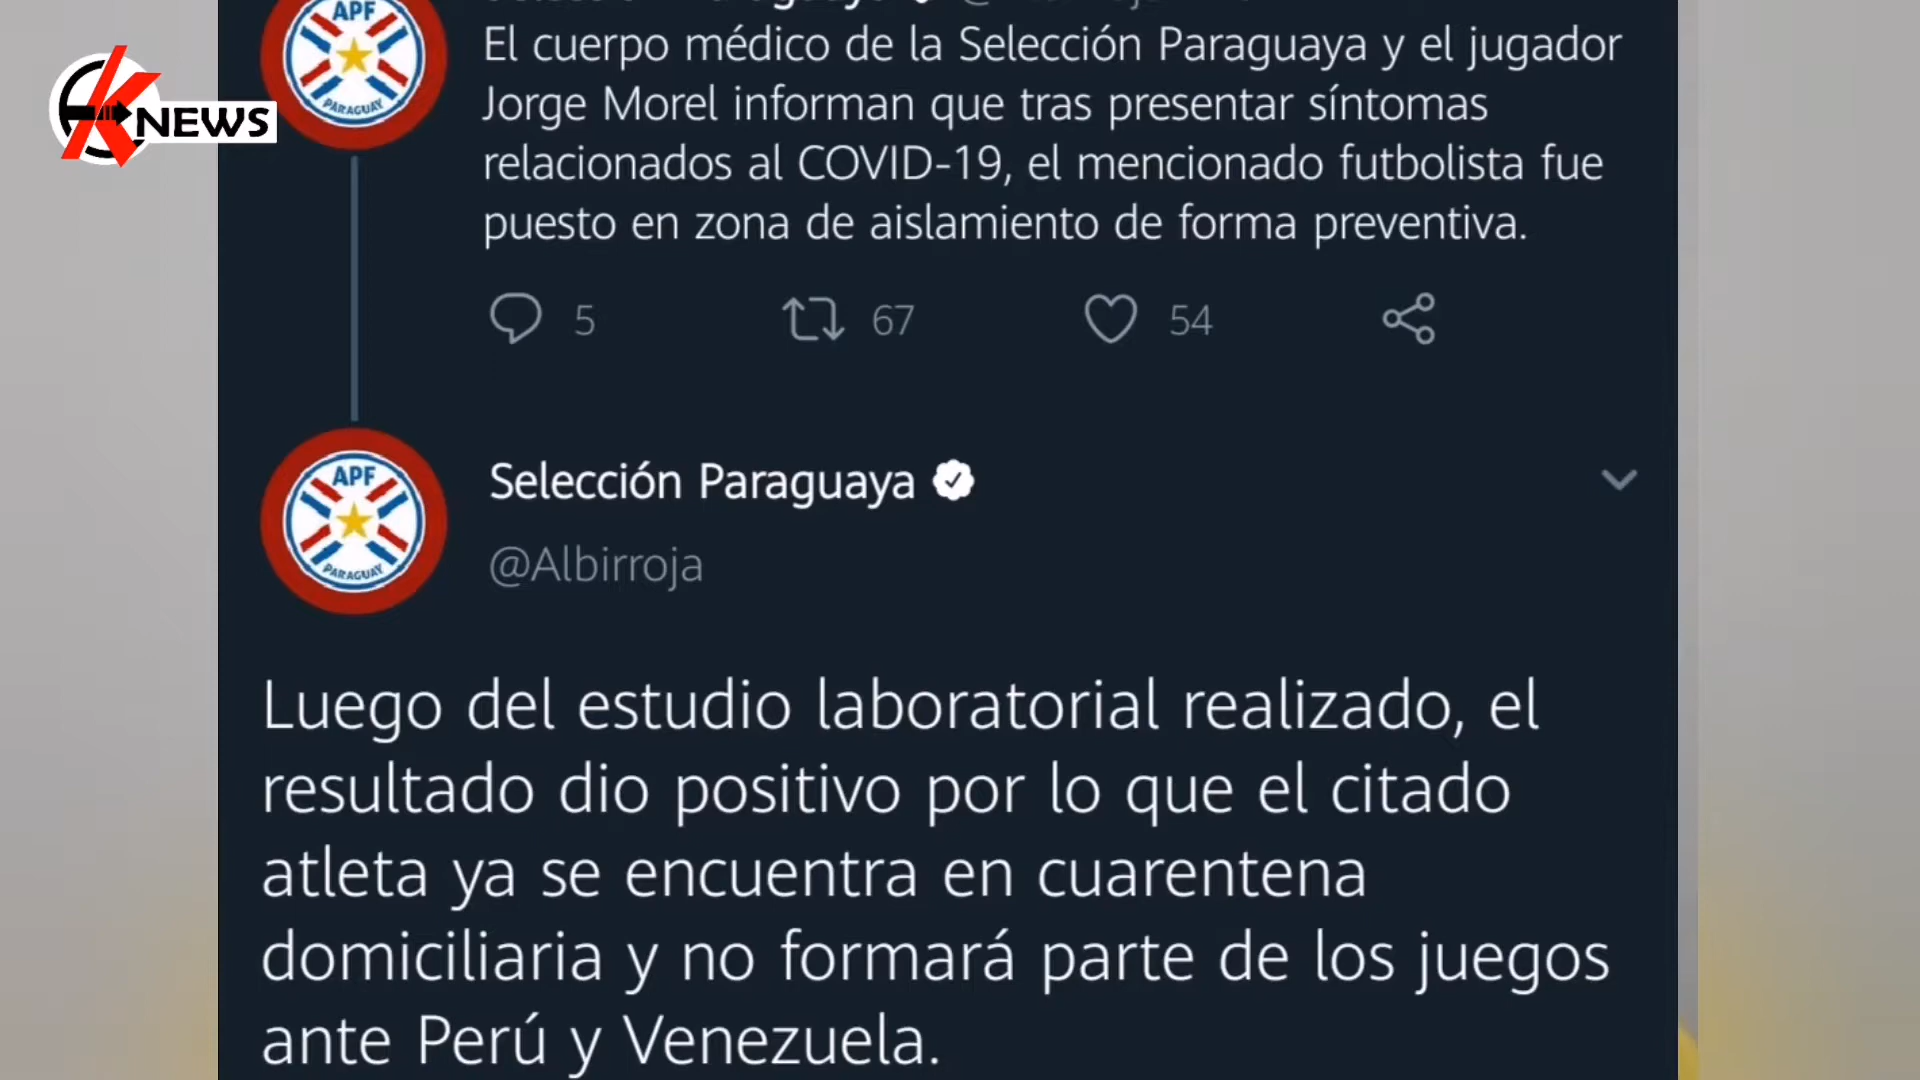 APF
PARAGUAY
K NEWS
El cuerpo médico de la Selección Paraguaya y el jugador
Jorge Morel informan que tras presentar síntomas
relacionados al COVID-19, el mencionado futbolista fue
puesto en zona de aislamiento de forma preventiva.
5 67 54
APF
PARAGUAY
Selección Paraguaya
@Albirroja
Luego del estudio laboratorial realizado, el
resultado dio positivo por lo que el citado
atleta ya se encuentra en cuarentena
domiciliaria y no formará parte de los juegos
ante Perú y Venezuela.